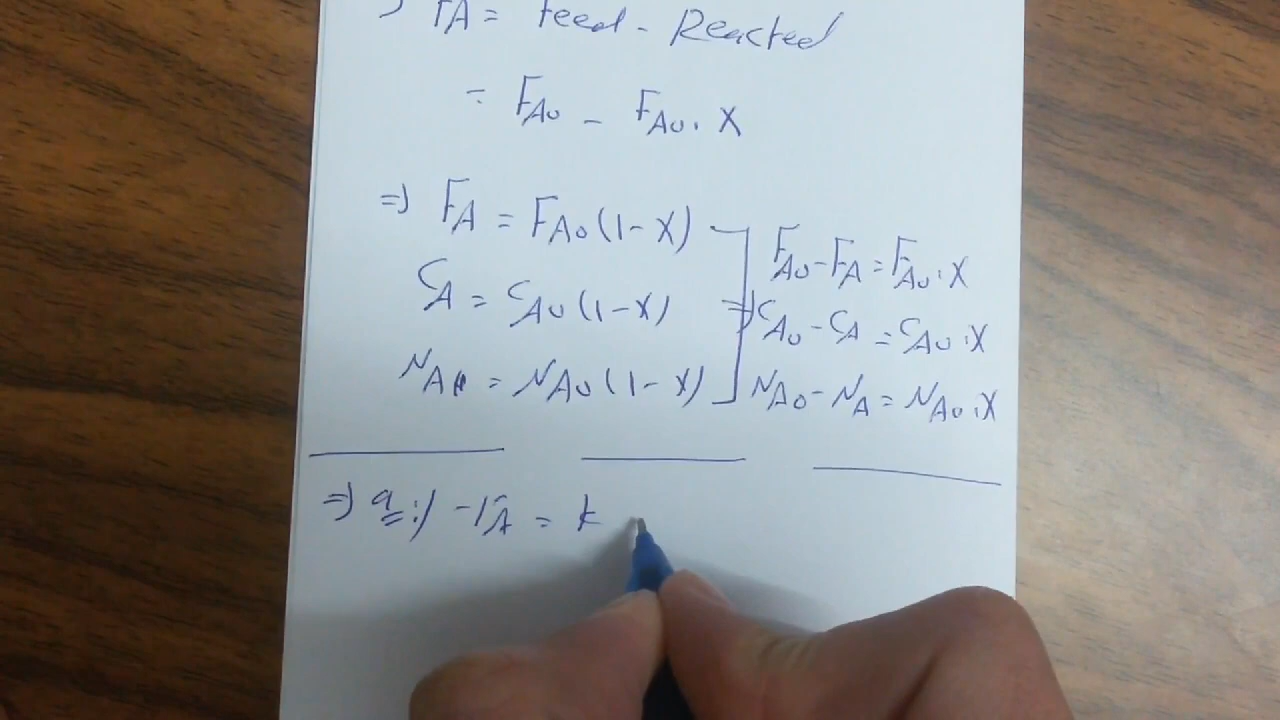 ⇒ FA = Feed - Reacted
= FA0 - FA0 . X
⇒ FA = FA0 (1-X)
CA = CA0 (1-X)
NA = NA0 (1-X)
FA0 - FA = FA0 . X
⇒ CA0 - CA = CA0 . X
NA0 - NA = NA0 . X
⇒ a:) -rA = k